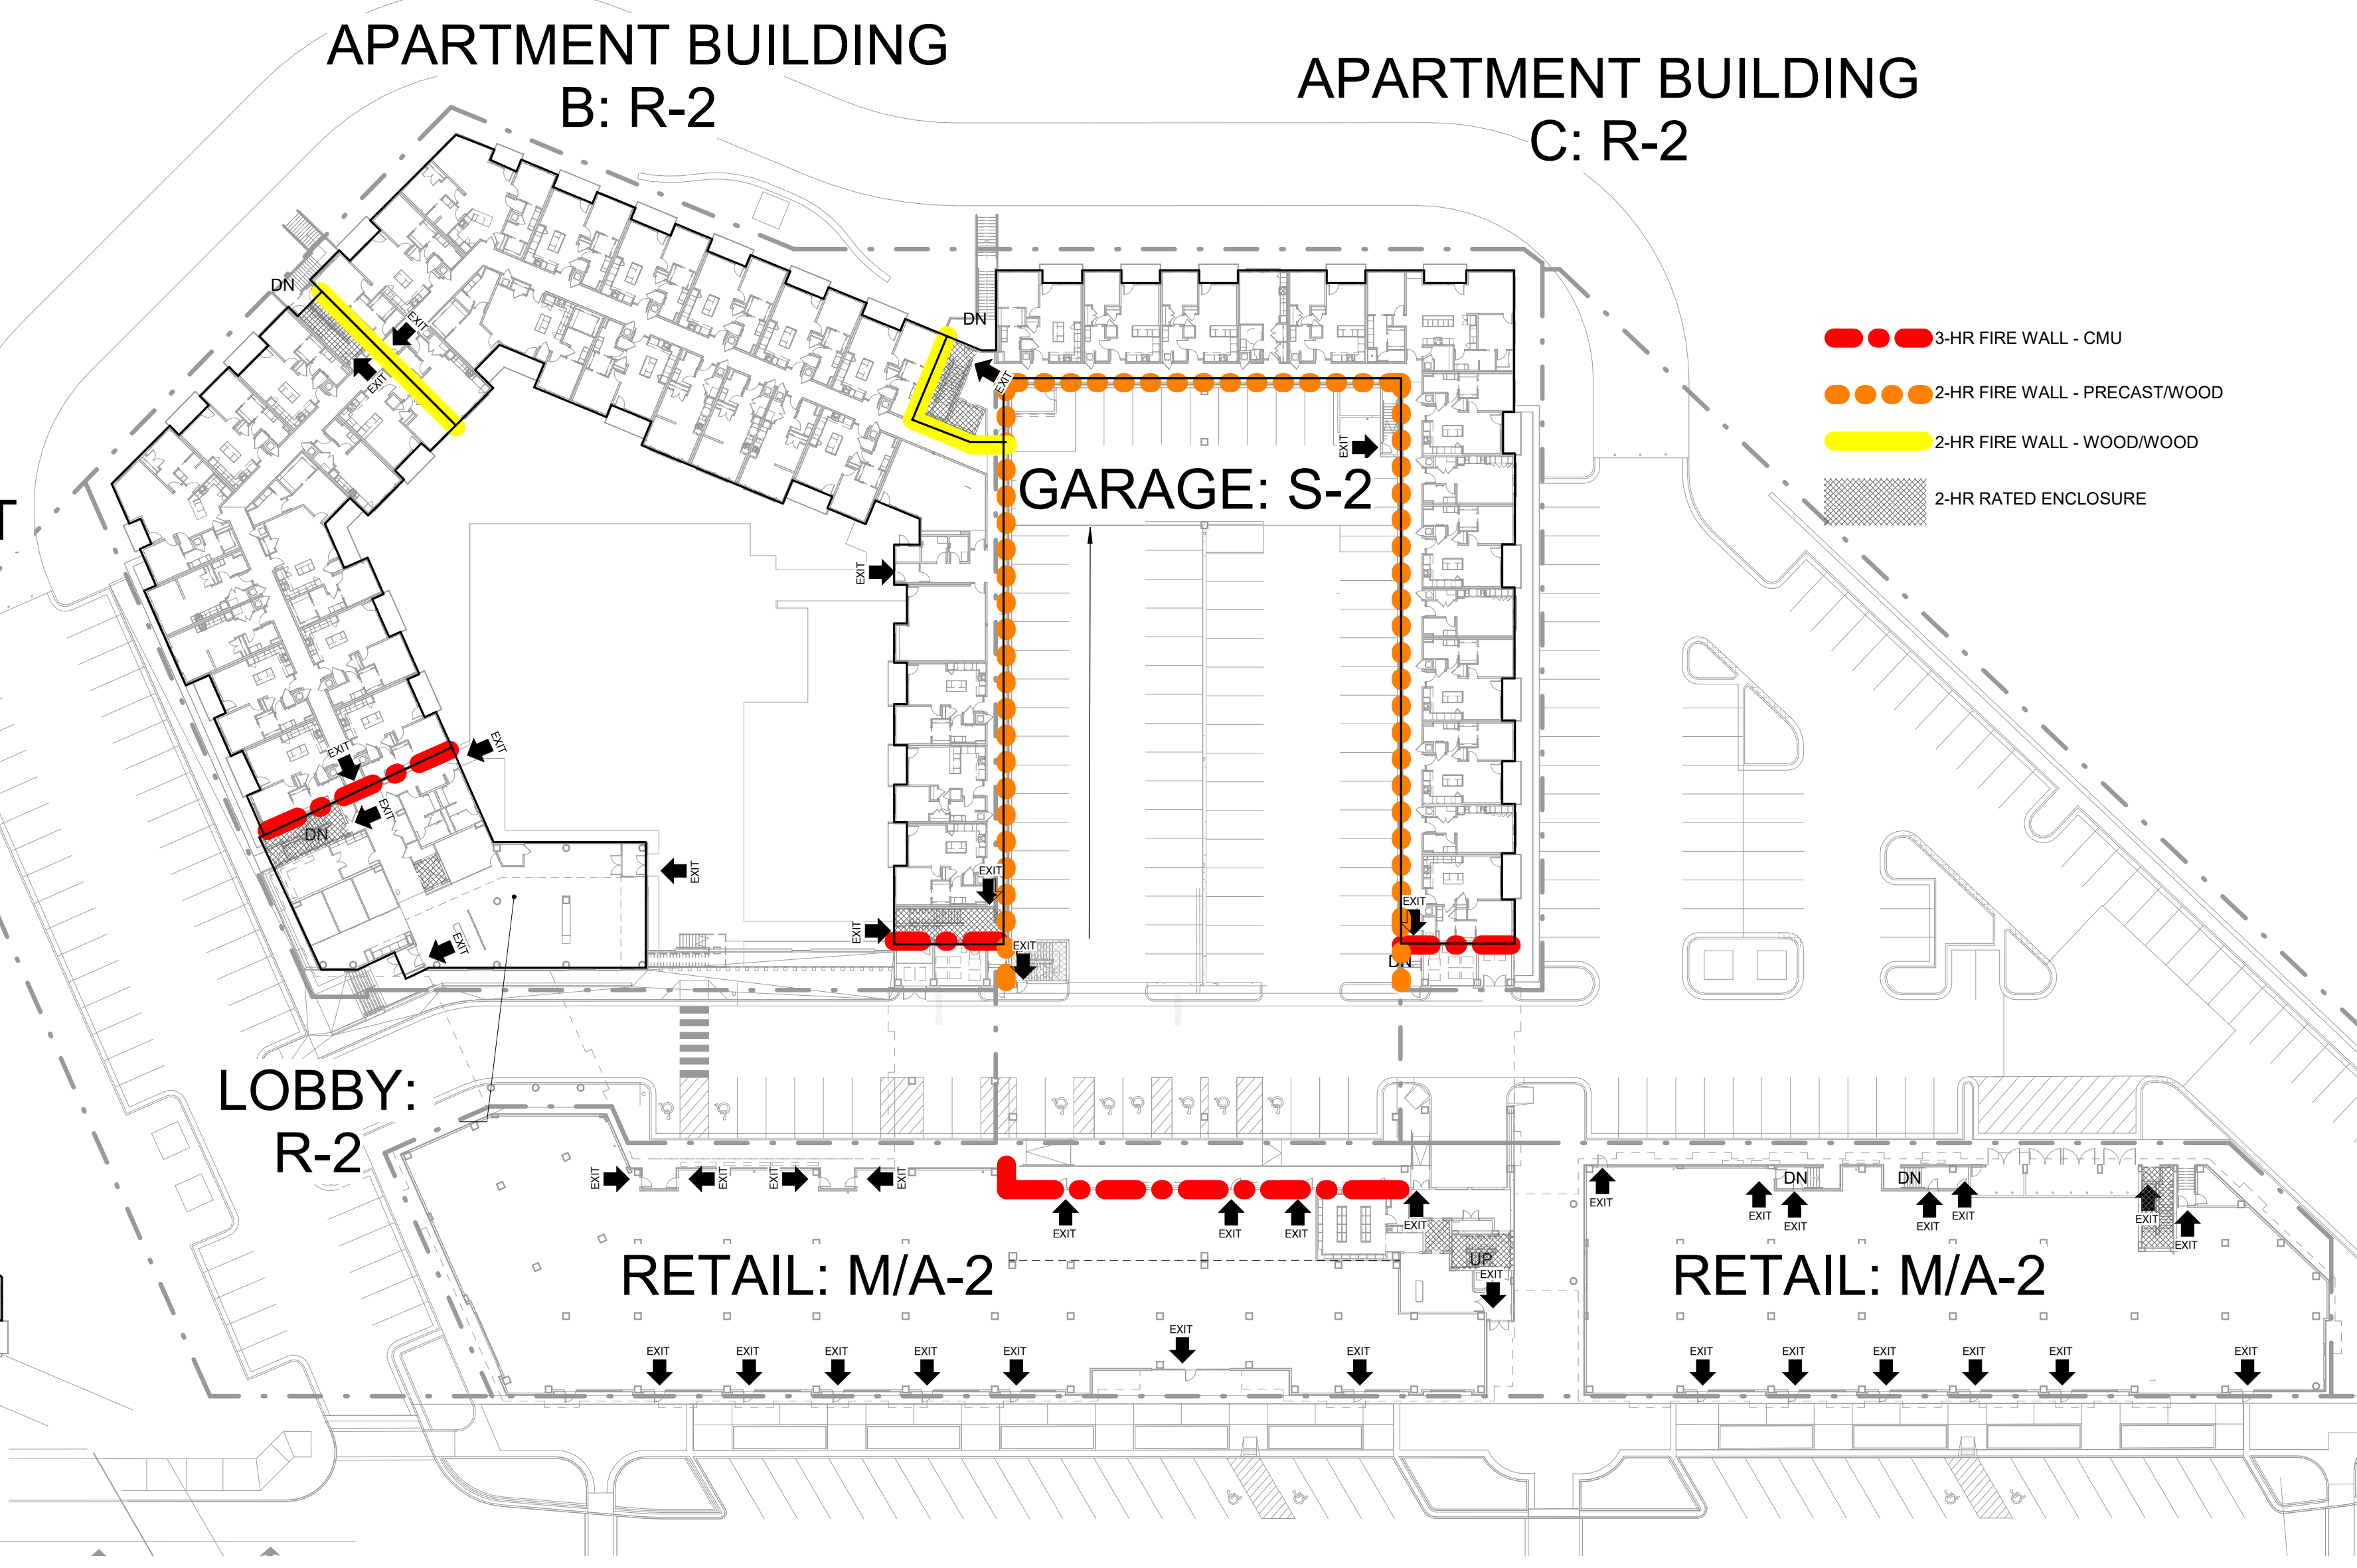 APARTMENT BUILDING
B: R-2
APARTMENT BUILDING
C: R-2
3-HR FIRE WALL - CMU
2-HR FIRE WALL - PRECAST/WOOD
2-HR FIRE WALL - WOOD/WOOD
2-HR RATED ENCLOSURE
DN
EXIT
EXIT
DN
EXIT
EXIT
T
GARAGE: S-2
EXIT
EXIT
EXIT
EXIT
DN
EXIT
EXIT
EXIT
EXIT
EXIT
EXIT
EXIT
DN
LOBBY:
R-2
EXIT
EXIT
EXIT
EXIT
EXIT
EXIT
EXIT
EXIT
RETAIL: M/A-2
UP
EXIT
EXIT
EXIT
EXIT
EXIT
EXIT
EXIT
EXIT
EXIT
DN
DN
EXIT
EXIT
EXIT
EXIT
EXIT
EXIT
EXIT
RETAIL: M/A-2
EXIT
EXIT
EXIT
EXIT
EXIT
EXIT